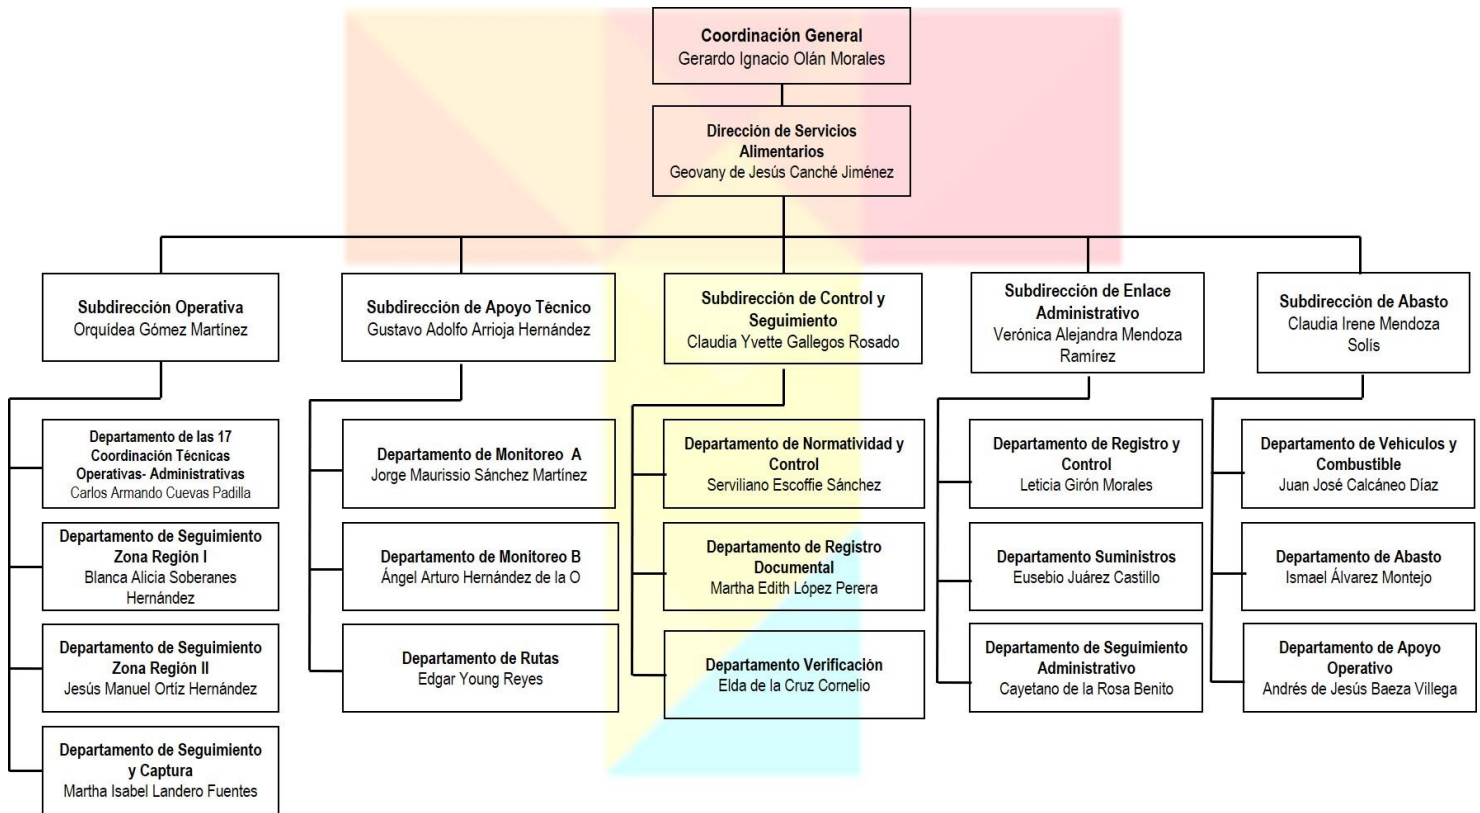 Coordinación General
Gerardo Ignacio Olán Morales
Dirección de Servicios
Alimentarios
Geovany de Jesús Canché Jiménez
Subdirección Operativa
Orquídea Gómez Martínez
Subdirección de Apoyo Técnico
Gustavo Adolfo Arrioja Hernández
Subdirección de Control y
Seguimiento
Claudia Yvette Gallegos Rosado
Subdirección de Enlace
Administrativo
Verónica Alejandra Mendoza
Ramírez
Subdirección de Abasto
Claudia Irene Mendoza
Solís
Departamento de las 17
Coordinación Técnicas
Operativas- Administrativas
Carlos Armando Cuevas Padilla
Departamento de Seguimiento
Zona Región I
Blanca Alicia Soberanes
Hernández
Departamento de Seguimiento
Zona Región II
Jesús Manuel Ortíz Hernández
Departamento de Seguimiento
y Captura
Martha Isabel Landero Fuentes
Departamento de Monitoreo A
Jorge Maurissio Sánchez Martínez
Departamento de Monitoreo B
Ángel Arturo Hernández de la O
Departamento de Rutas
Edgar Young Reyes
Departamento de Normatividad y
Control
Serviliano Escoffie Sánchez
Departamento de Registro
Documental
Martha Edith López Perera
Departamento Verificación
Elda de la Cruz Cornelio
Departamento de Registro y
Control
Leticia Girón Morales
Departamento Suministros
Eusebio Juárez Castillo
Departamento de Seguimiento
Administrativo
Cayetano de la Rosa Benito
Departamento de Vehículos y
Combustible
Juan José Calcáneo Díaz
Departamento de Abasto
Ismael Álvarez Montejo
Departamento de Apoyo
Operativo
Andrés de Jesús Baeza Villega